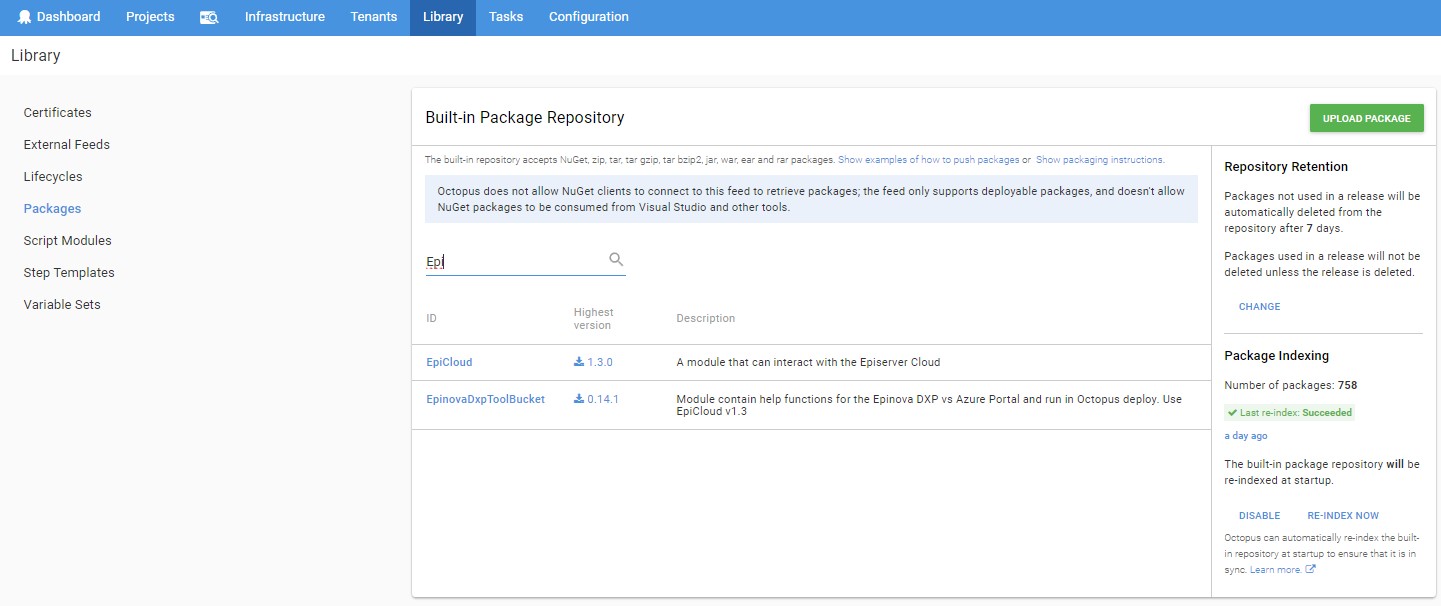 Dashboard Projects Infrastructure Tenants Library Tasks Configuration
Library
Certificates
External Feeds
Lifecycles
Packages
Script Modules
Step Templates
Variable Sets
Built-in Package Repository
UPLOAD PACKAGE
The built-in repository accepts NuGet, zip, tar, tar gzip, tar bzip2, jar, war, ear and rar packages. Show examples of how to push packages or Show packaging instructions.
Octopus does not allow NuGet clients to connect to this feed to retrieve packages; the feed only supports deployable packages, and doesn't allow
NuGet packages to be consumed from Visual Studio and other tools.
Epi
ID
Highest
version
Description
EpiCloud 1.3.0 A module that can interact with the Episerver Cloud
EpinovaDxpToolBucket 0.14.1 Module contain help functions for the Epinova DXP vs Azure Portal and run in Octopus deploy. Use
EpiCloud v1.3
Repository Retention
Packages not used in a release will be
automatically deleted from the
repository after 7 days.
Packages used in a release will not be
deleted unless the release is deleted.
CHANGE
Package Indexing
Number of packages: 758
Last re-index: Succeeded
a day ago
The built-in package repository will be
re-indexed at startup.
DISABLE RE-INDEX NOW
Octopus can automatically re-index the built-
in repository at startup to ensure that it is in
sync. Learn more.